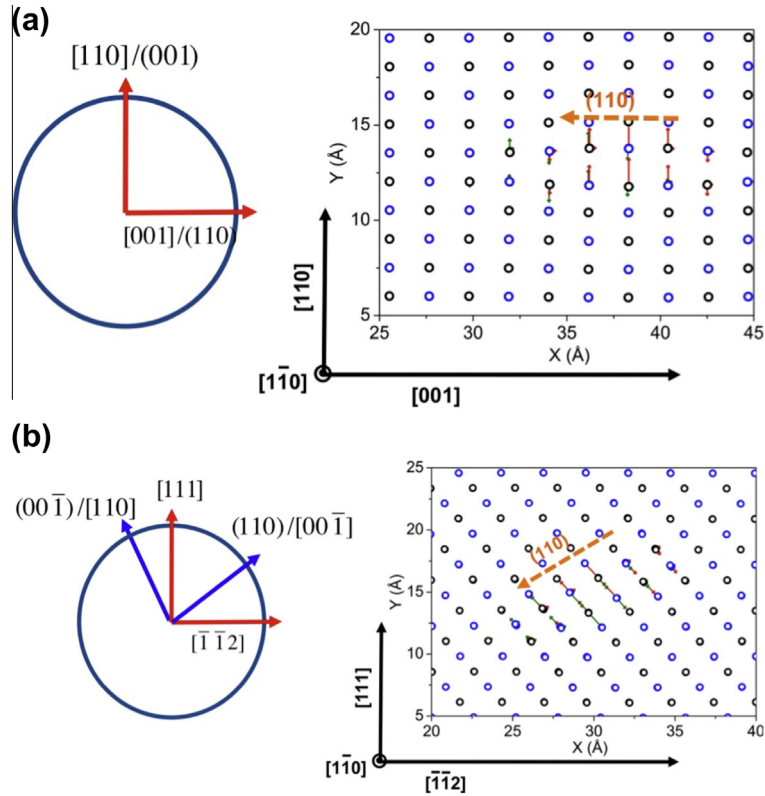 (a)
[110]/(001)
[001]/(110)
20
15
10
5
Y (Å)
(110)
25 30 35 40 45
X (Å)
[110]
[11̄0]
[001]
(b)
(001̄)/[110]
[111]
(110)/[001̄]
[1̄1̄2]
25
20
15
10
5
Y (Å)
(110)
20 25 30 35 40
X (Å)
[111]
[11̄0]
[1̄1̄2]